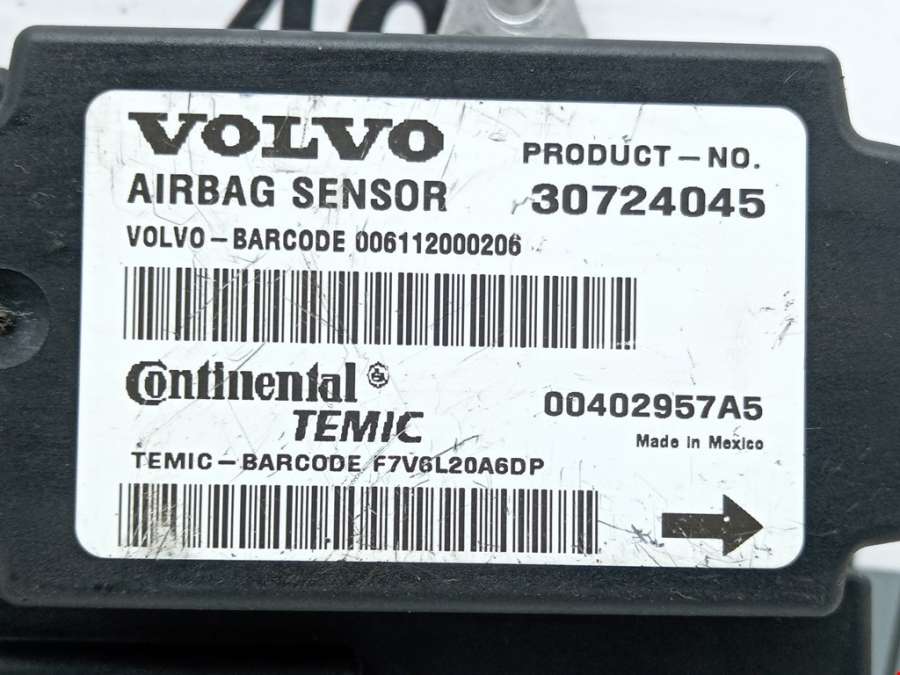 VOLVO
AIRBAG SENSOR
PRODUCT-NO.
30724045
VOLVO-BARCODE 006112000206
Continental
TEMIC
00402957A5
Made in Mexico
TEMIC-BARCODE F7V6L20A6DP